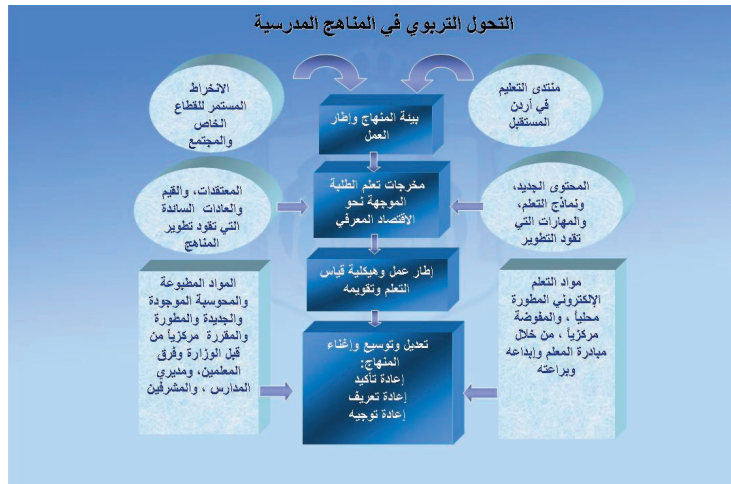 التحول التربوي في المناهج المدرسية
منتدى التعليم
في أردن
المستقبل
الانخراط
المستمر للقطاع
الخاص
والمجتمع
بيئة المنهاج وإطار
العمل
المحتوى الجديد،
ونماذج التعلم،
والمهارات التي
تقود التطوير
مخرجات تعلم الطلبة
الموجهة نحو
الاقتصاد المعرفي
المعتقدات، والقيم
والعادات السائدة
التي تقود تطوير
المناهج
إطار عمل وهيكلية قياس
التعلم وتقويمه
مواد التعلم
الإلكتروني المطورة
محلياً ، والمفوضة
مركزياً ، من خلال
مبادرة المعلم وإبداعه
وبراعته
تعديل وتوسيع وإغناء
المنهاج:
إعادة تأكيد
إعادة تعريف
إعادة توجيه
المواد المطبوعة
والمحوسبة الموجودة
والجديدة والمطورة
والمقررة مركزياً من
قبل الوزارة وفرق
المعلمين، ومديري
المدارس ، والمشرفين